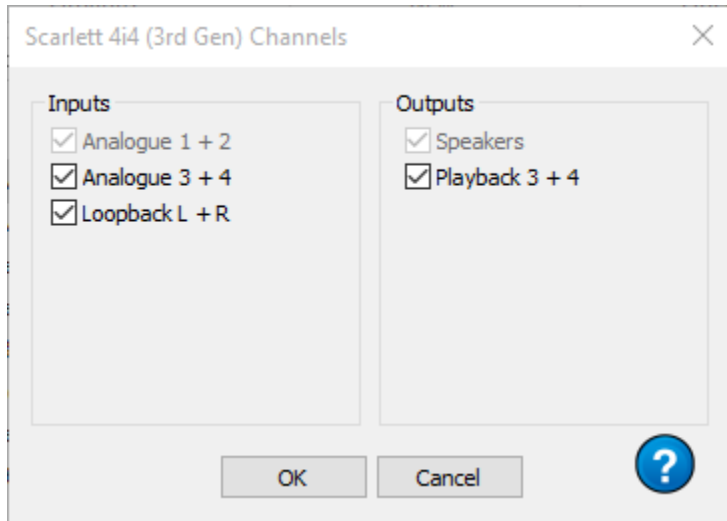 Scarlett 4i4 (3rd Gen) Channels
Inputs
Analogue 1 + 2
Analogue 3 + 4
Loopback L + R
Outputs
Speakers
Playback 3 + 4
OK
Cancel
?